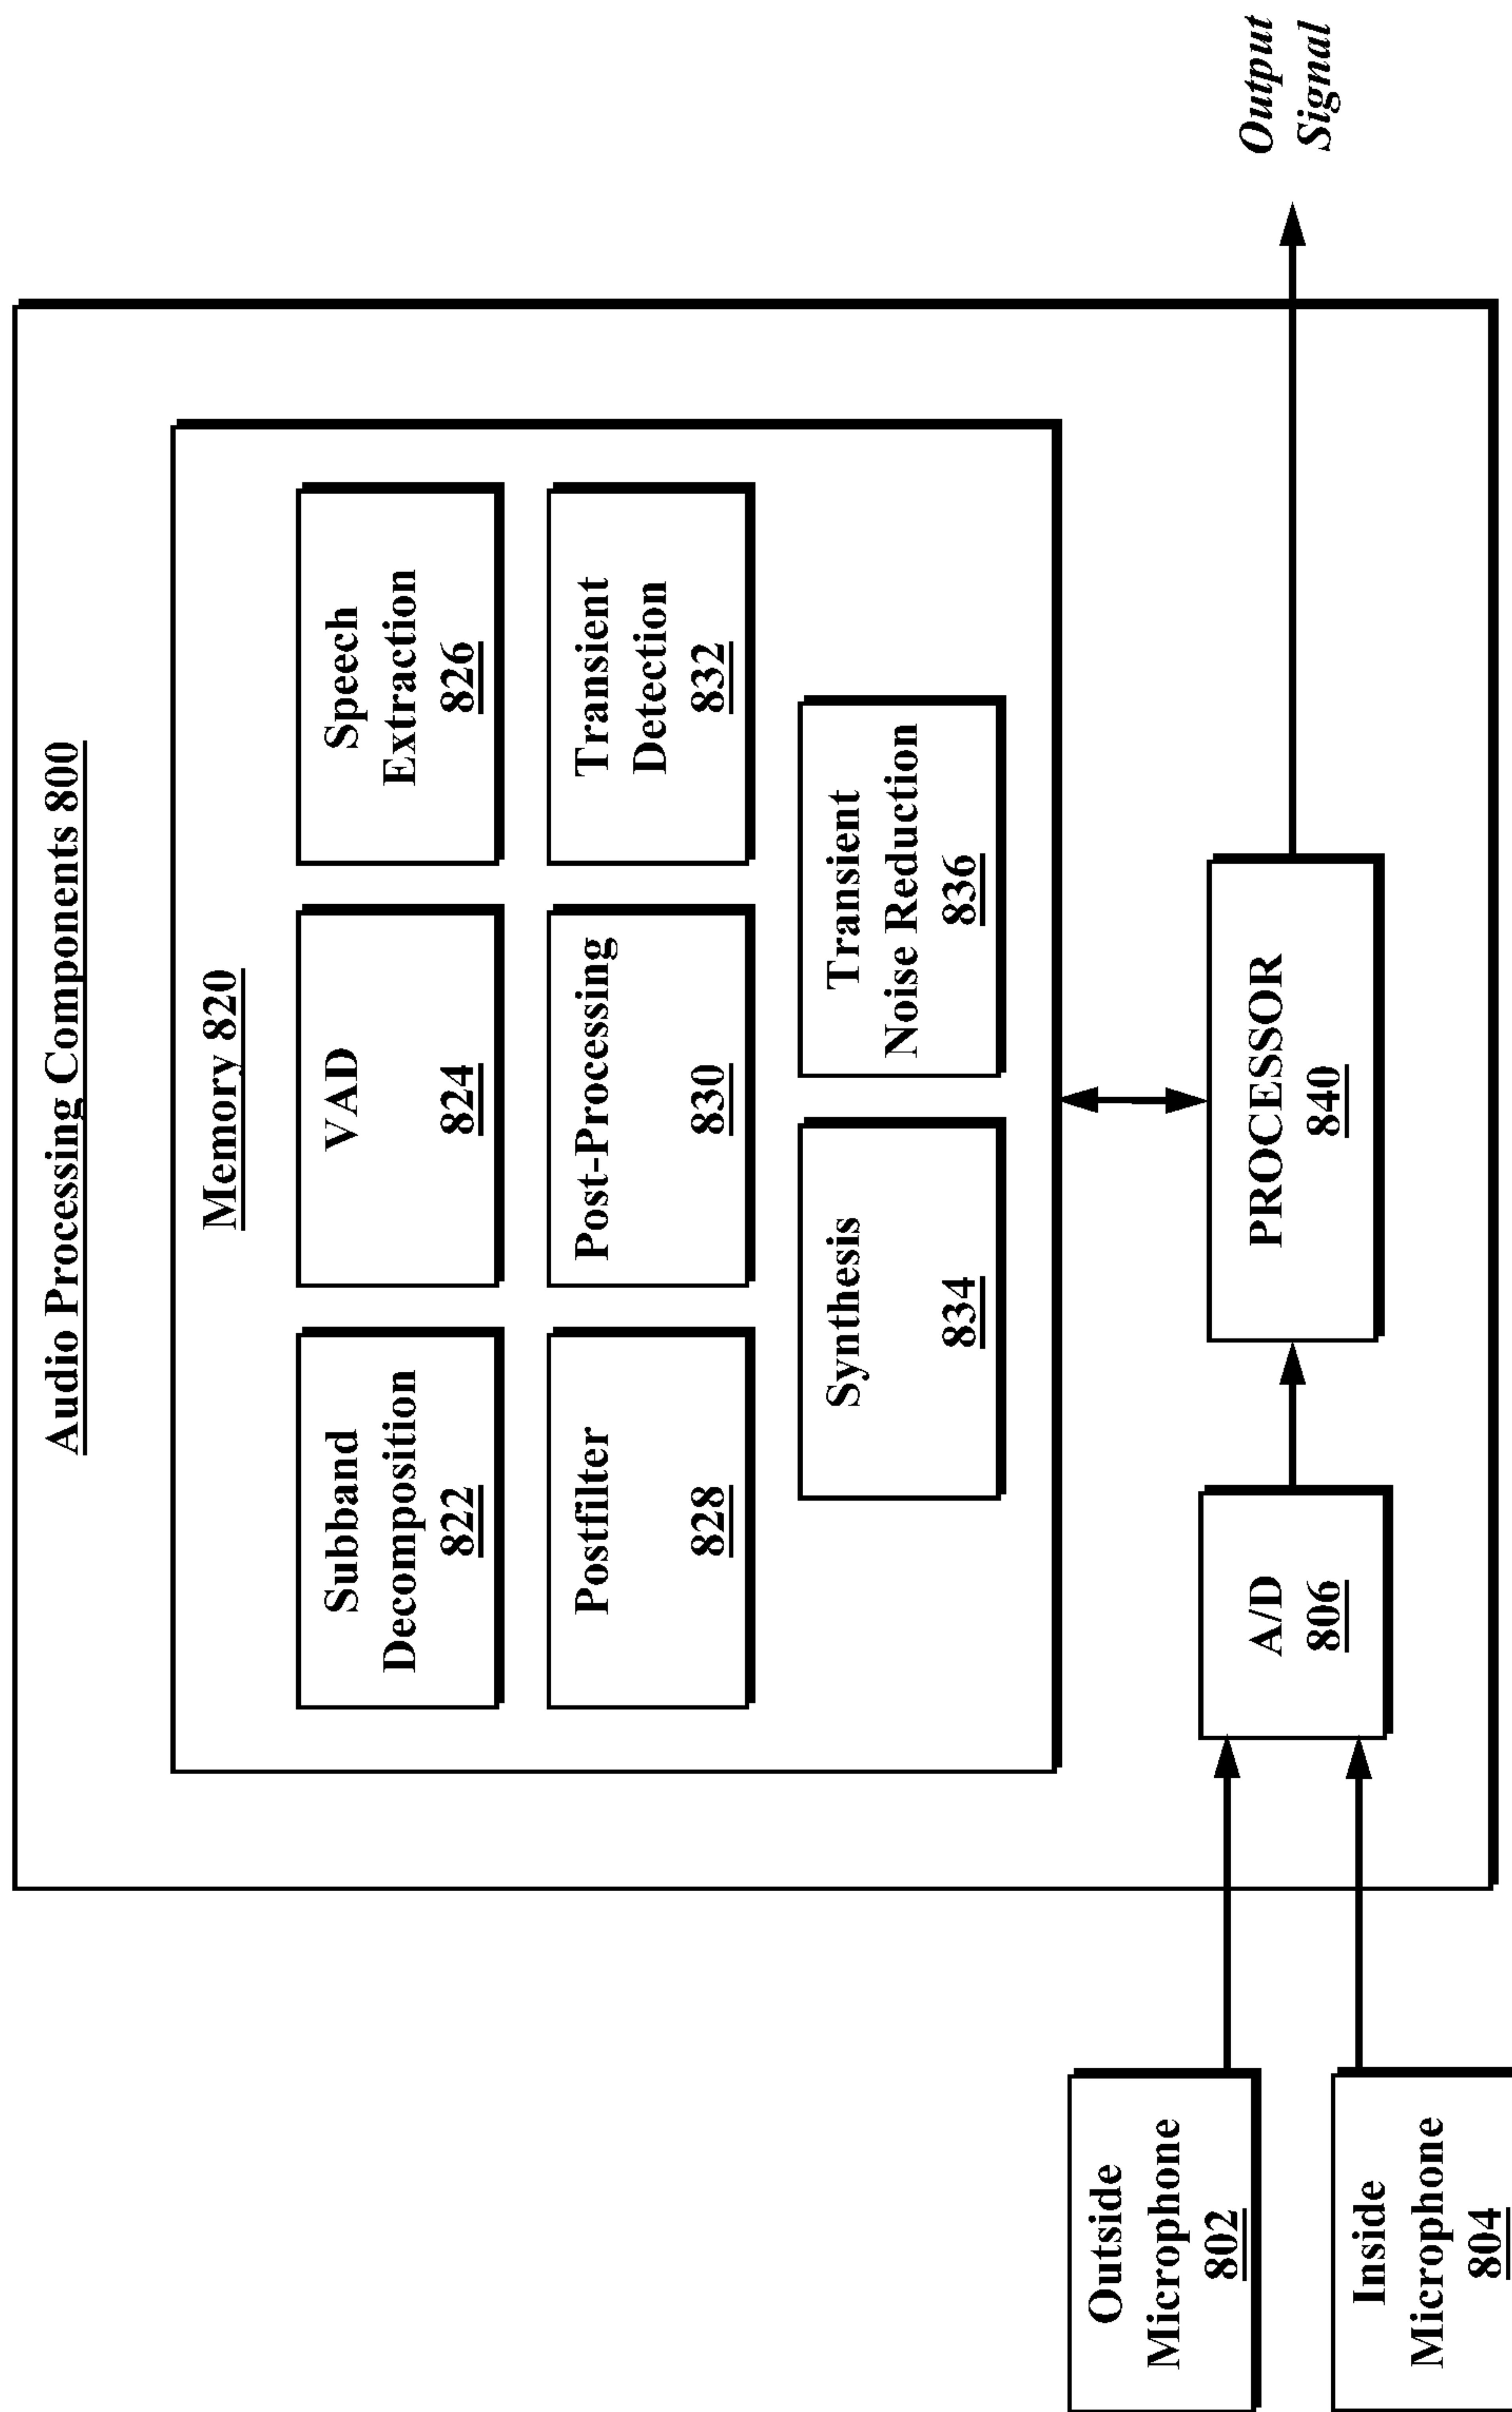 Audio Processing Components 800
Memory 820
Subband
Decomposition
822
VAD
824
Speech
Extraction
826
Postfilter
828
Post-Processing
830
Transient
Detection
832
Synthesis
834
Transient
Noise Reduction
836
Outside
Microphone
802
Inside
Microphone
804
A/D
806
PROCESSOR
840
Output
Signal